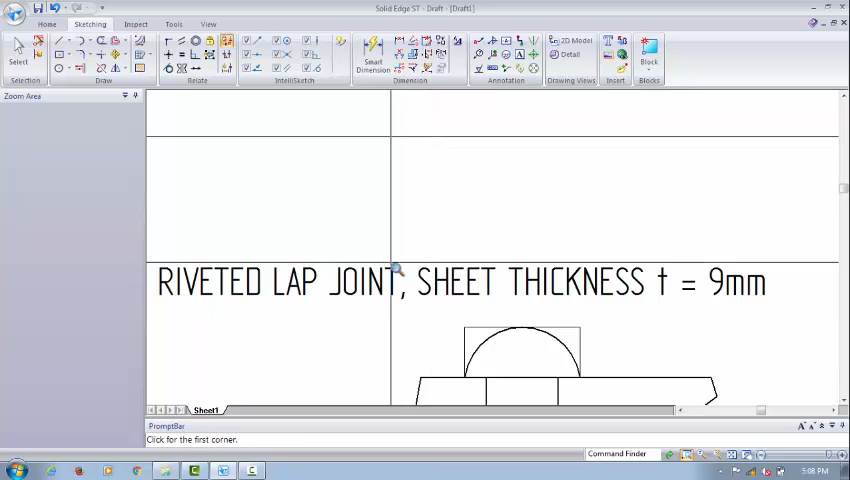 Solid Edge ST - Draft - [Draft1]
Home Sketching Inspect Tools View
Select
Smart
Dimension
2D Model
Detail
Block
Selection Draw Relate IntelliSketch Dimension Annotation Drawing Views Insert Blocks
Zoom Area
RIVETED LAP JOINT, SHEET THICKNESS t = 9mm
Sheet1
PromptBar
Click for the first corner.
Command Finder
5:08 PM